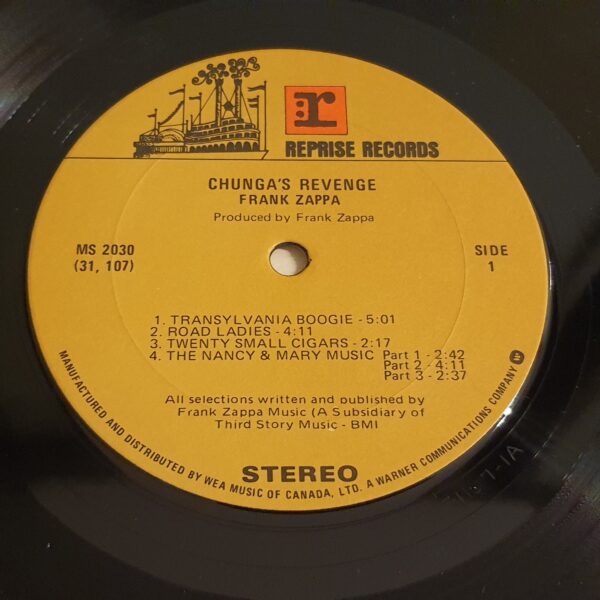 r
REPRISE RECORDS
CHUNGA'S REVENGE
FRANK ZAPPA
Produced by Frank Zappa
MS 2030
(31, 107)
SIDE
1
1. TRANSYLVANIA BOOGIE - 5:01
2. ROAD LADIES - 4:11
3. TWENTY SMALL CIGARS - 2:17
4. THE NANCY & MARY MUSIC Part 1 - 2:42
Part 2 - 4:11
Part 3 - 2:37
All selections written and published by
Frank Zappa Music (A Subsidiary of
Third Story Music - BMI
STEREO
MANUFACTURED AND DISTRIBUTED BY WEA MUSIC OF CANADA, LTD. A WARNER COMMUNICATIONS COMPANY